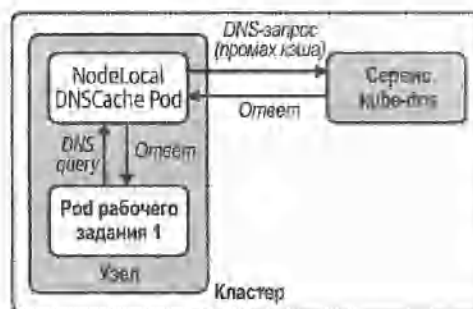 DNS-запрос
(промах кэша)
NodeLocal
DNSCache Pod
Сервис
kube-dns
Ответ
DNS
query
Ответ
Pod рабочего
задания 1
Узел
Кластер